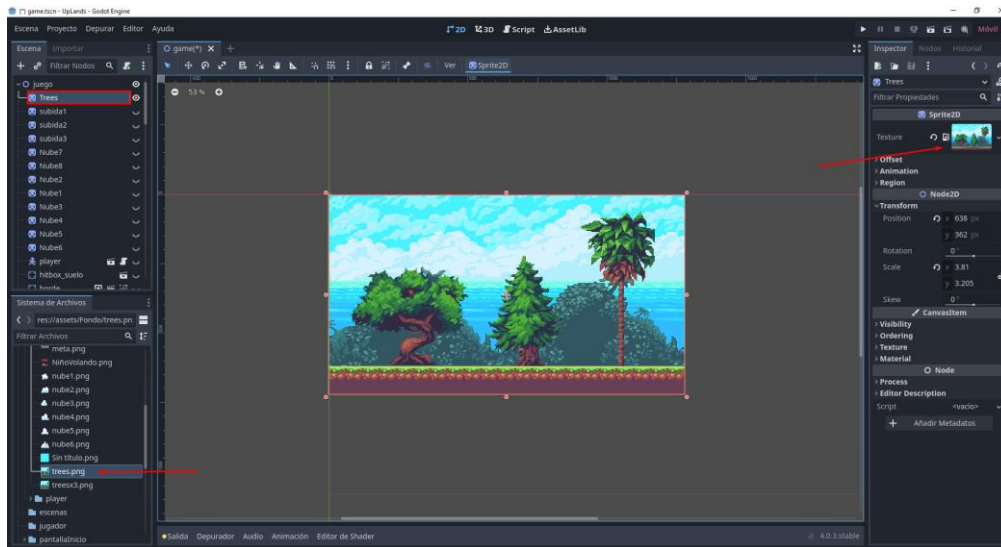 (*) game.tscn - UpLands - Godot Engine
Escena Proyecto Depurar Editor Ayuda
2D 3D Script AssetLib
Móvil
Escena Importar
game(*)
Inspector Nodos Historial
Filtrar Nodos
Ver Sprite2D
juego
Trees
subida1
subida2
subida3
Nube7
Nube8
Nube2
Nube1
Nube3
Nube4
Nube5
Nube6
player
hitbox_suelo
borde
53 %
Sistema de Archivos
res://assets/Fondo/trees.pn
Filtrar Archivos
meta.png
NiñoVolando.png
nube1.png
nube2.png
nube3.png
nube4.png
nube5.png
nube6.png
Sin título.png
trees.png
treesx3.png
player
escenas
jugador
pantallaInicio
Salida Depurador Audio Animación Editor de Shader
4.0.3.stable
Trees
Filtrar Propiedades
Sprite2D
Texture
Offset
Animation
Region
Node2D
Transform
Position x 638 px
y 362 px
Rotation 0 °
Scale x 3.81
y 3.205
Skew 0 °
CanvasItem
Visibility
Ordering
Texture
Material
Node
Process
Editor Description
Script <vacío>
Añadir Metadatos